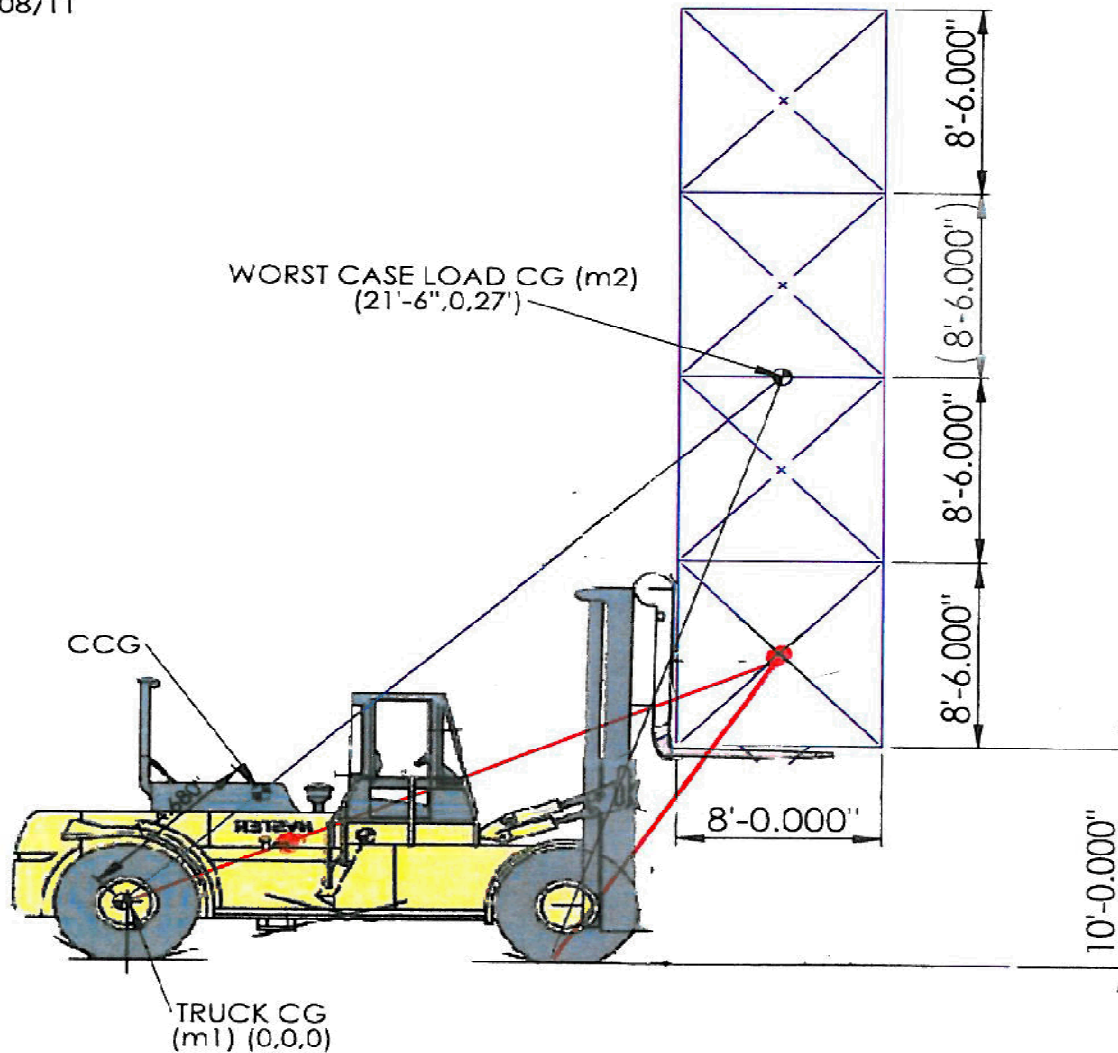 08/11
8'-6.000"
WORST CASE LOAD CG (m2)
(21'-6",0,27')
(8'-6.000")
8'-6.000"
CCG
8'-6.000"
8'-0.000"
10'-0.000"
TRUCK CG
(m1) (0,0,0)